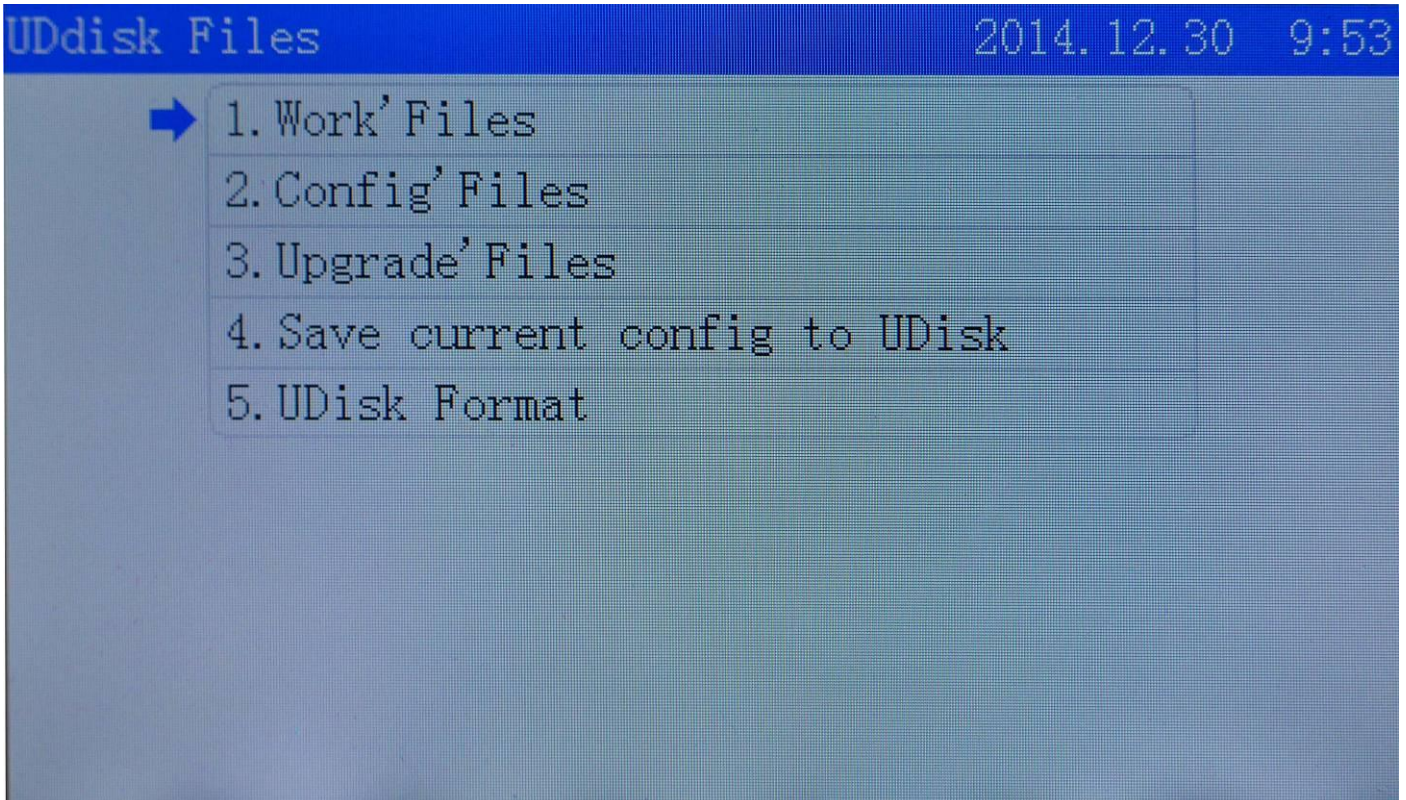 UDdisk Files 2014.12.30 9:53
1.Work'Files
2.Config'Files
3.Upgrade'Files
4.Save current config to UDisk
5.UDisk Format